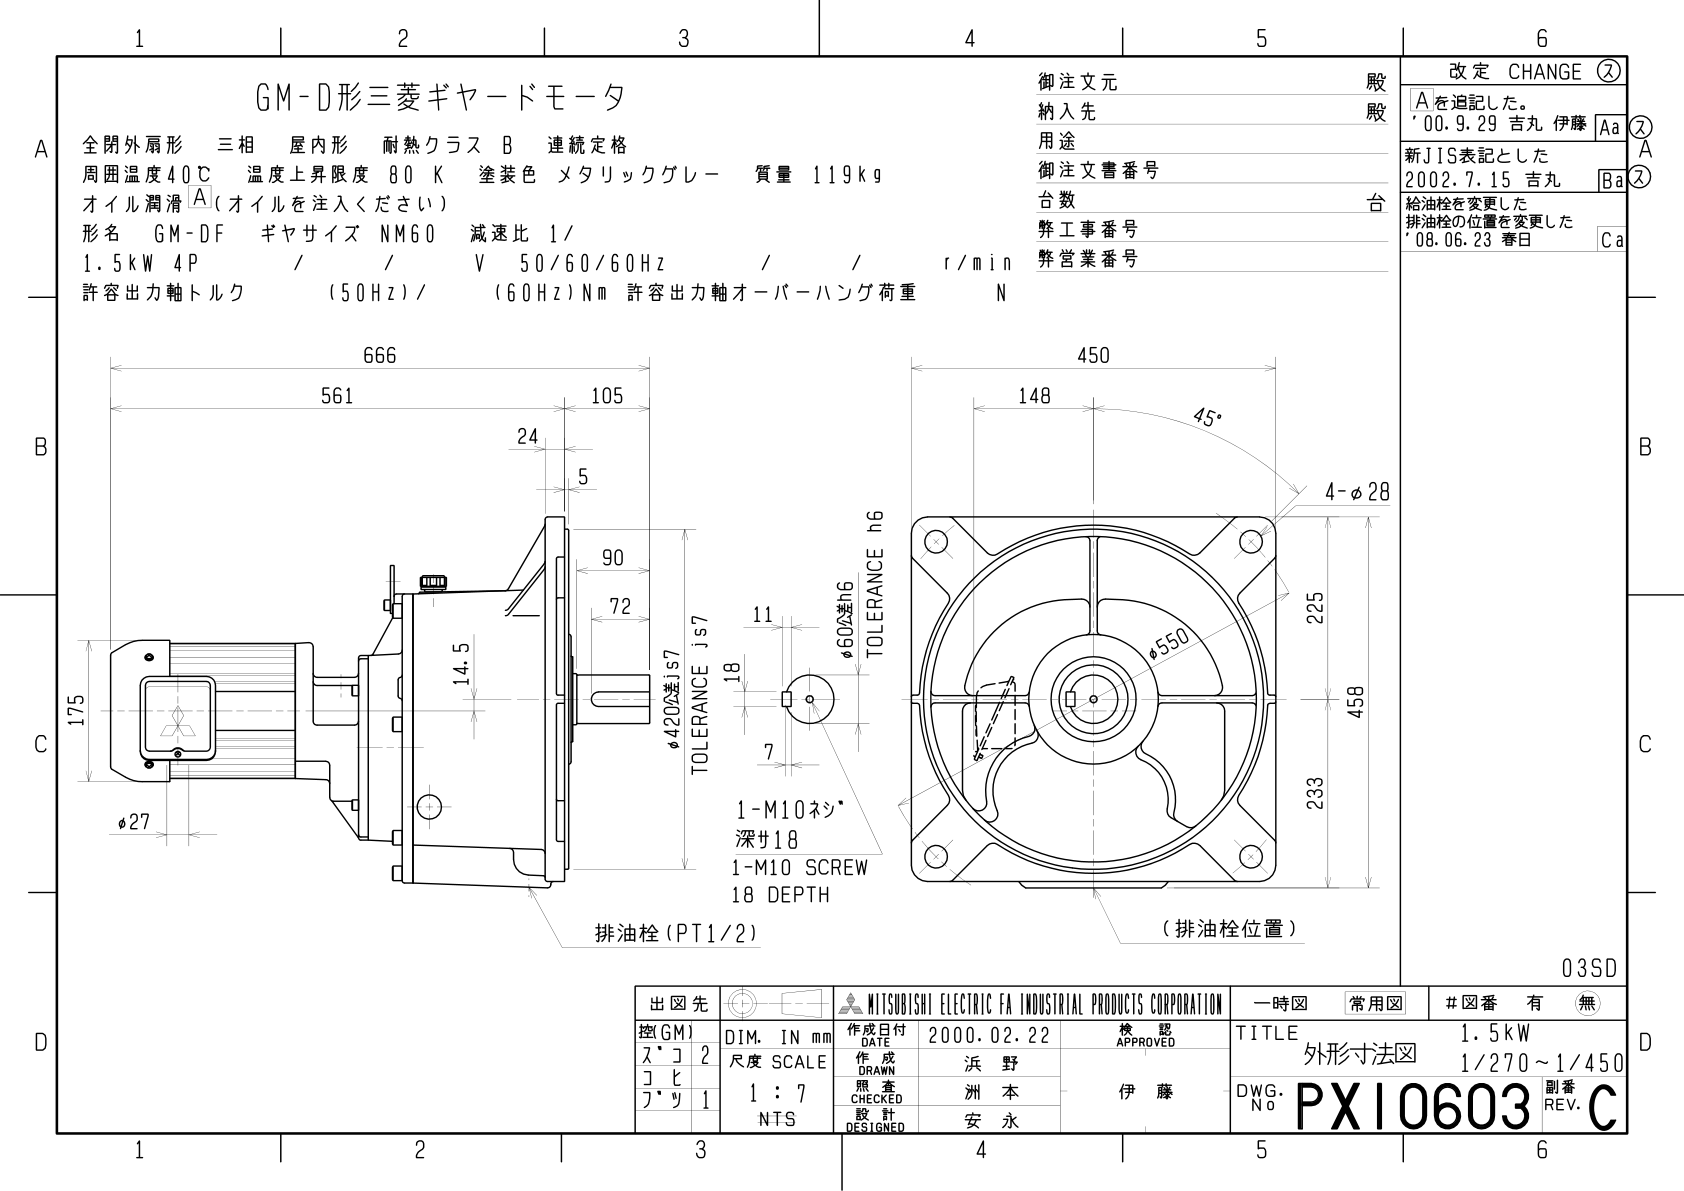 1 2 3 4 5 6
GM-D形三菱ギヤードモータ
全閉外扇形 三相 屋内形 耐熱クラス B 連続定格
周囲温度40℃ 温度上昇限度 80 K 塗装色 メタリックグレー 質量 119kg
オイル潤滑 A (オイルを注入ください)
形名 GM-DF ギヤサイズ NM60 減速比 1/
1.5kW 4P / / V 50/60/60Hz / / r/min
許容出力軸トルク (50Hz)/ (60Hz)Nm 許容出力軸オーバーハング荷重 N
御注文元 殿
納入先 殿
用途
御注文書番号
台数 台
弊工事番号
弊営業番号
改定 CHANGE ス
Aを追記した。
'00.9.29 吉丸 伊藤 Aa ス
新JIS表記とした
2002.7.15 吉丸 Ba ス
給油栓を変更した
排油栓の位置を変更した
'08.06.23 春日 Ca
A
B
C
D
A
B
C
D
666
561
105
24
5
90
72
14.5
175
φ27
φ420公差js7
TOLERANCE js7
排油栓(PT1/2)
11
18
7
φ60公差h6
TOLERANCE h6
1-M10ネジ
深サ18
1-M10 SCREW
18 DEPTH
450
148
45°
4-φ28
φ550
225
458
233
(排油栓位置)
03SD
出図先
控(GM)
ズコ 2
コヒ
ブツ 1
DIM. IN mm
尺度 SCALE
1 : 7
NTS
MITSUBISHI ELECTRIC FA INDUSTRIAL PRODUCTS CORPORATION
作成日付
DATE
2000.02.22
検認
APPROVED
作成
DRAWN
浜野
照査
CHECKED
洲本
伊藤
設計
DESIGNED
安永
一時図 常用図 #図番 有 無
TITLE
外形寸法図
1.5kW
1/270~1/450
DWG.
No
PX10603
副番
REV.
C
1 2 3 4 5 6